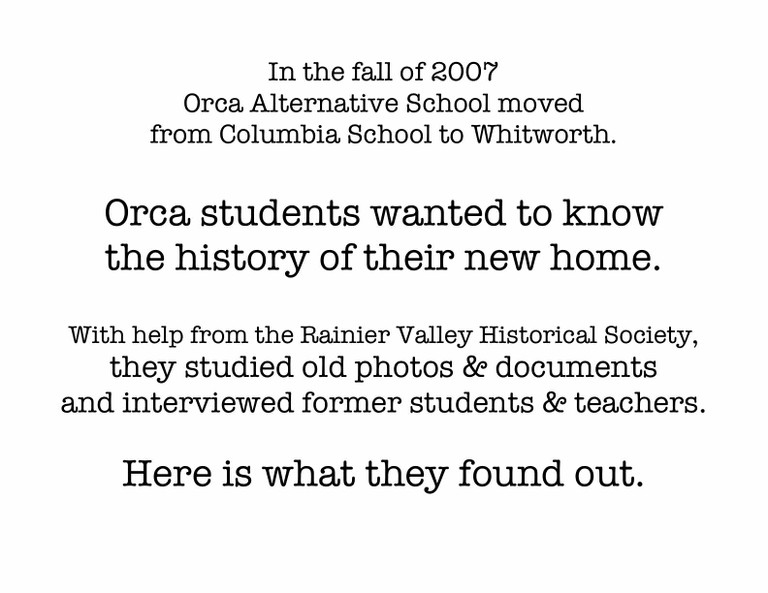 In the fall of 2007
Orca Alternative School moved
from Columbia School to Whitworth.
Orca students wanted to know
the history of their new home.
With help from the Rainier Valley Historical Society,
they studied old photos & documents
and interviewed former students & teachers.
Here is what they found out.